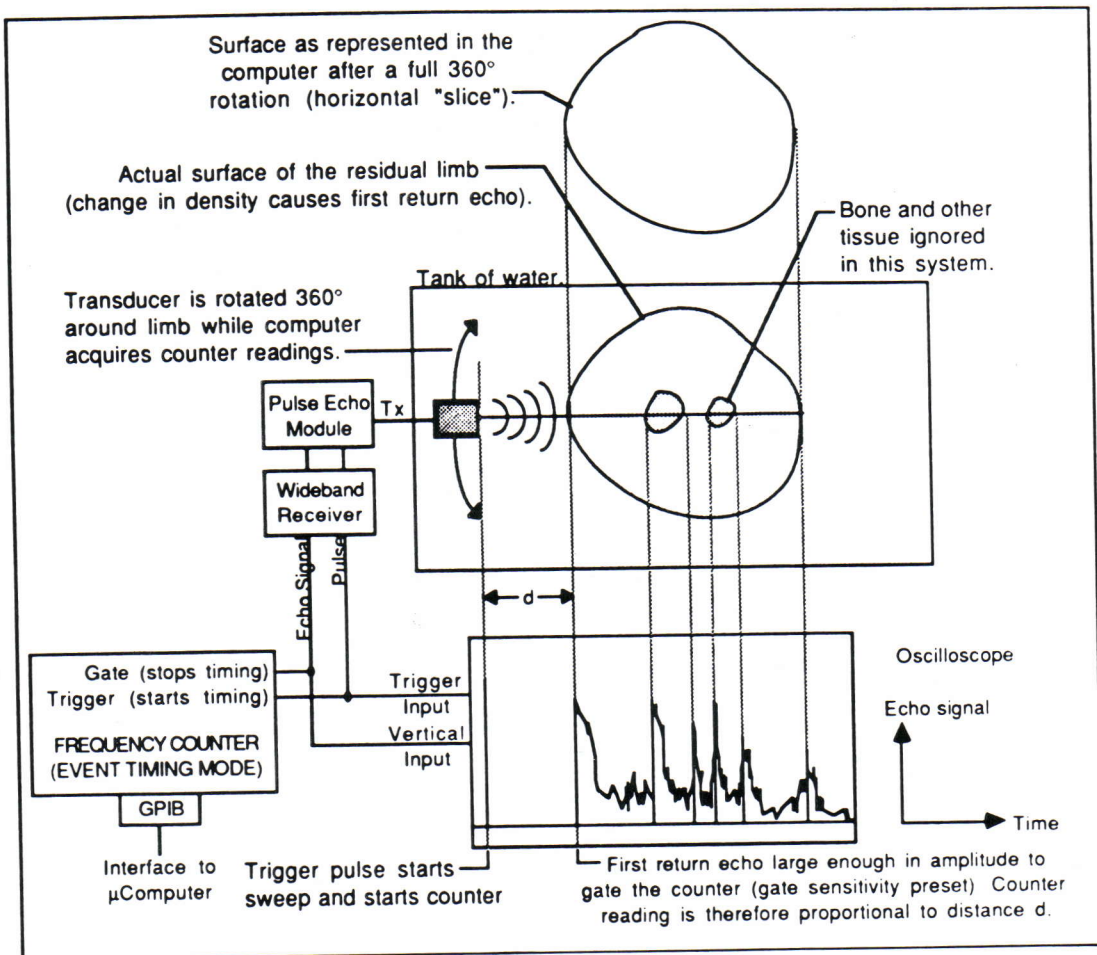 Surface as represented in the
computer after a full 360°
rotation (horizontal "slice").
Actual surface of the residual limb
(change in density causes first return echo).
Bone and other
tissue ignored
in this system.
Tank of water.
Transducer is rotated 360°
around limb while computer
acquires counter readings.
Pulse Echo
Module
Tx
Wideband
Receiver
Echo Signal
Pulse
d
Gate (stops timing)
Trigger (starts timing)
FREQUENCY COUNTER
(EVENT TIMING MODE)
GPIB
Interface to
µComputer
Trigger
Input
Vertical
Input
Oscilloscope
Echo signal
Time
Trigger pulse starts
sweep and starts counter
First return echo large enough in amplitude to
gate the counter (gate sensitivity preset) Counter
reading is therefore proportional to distance d.